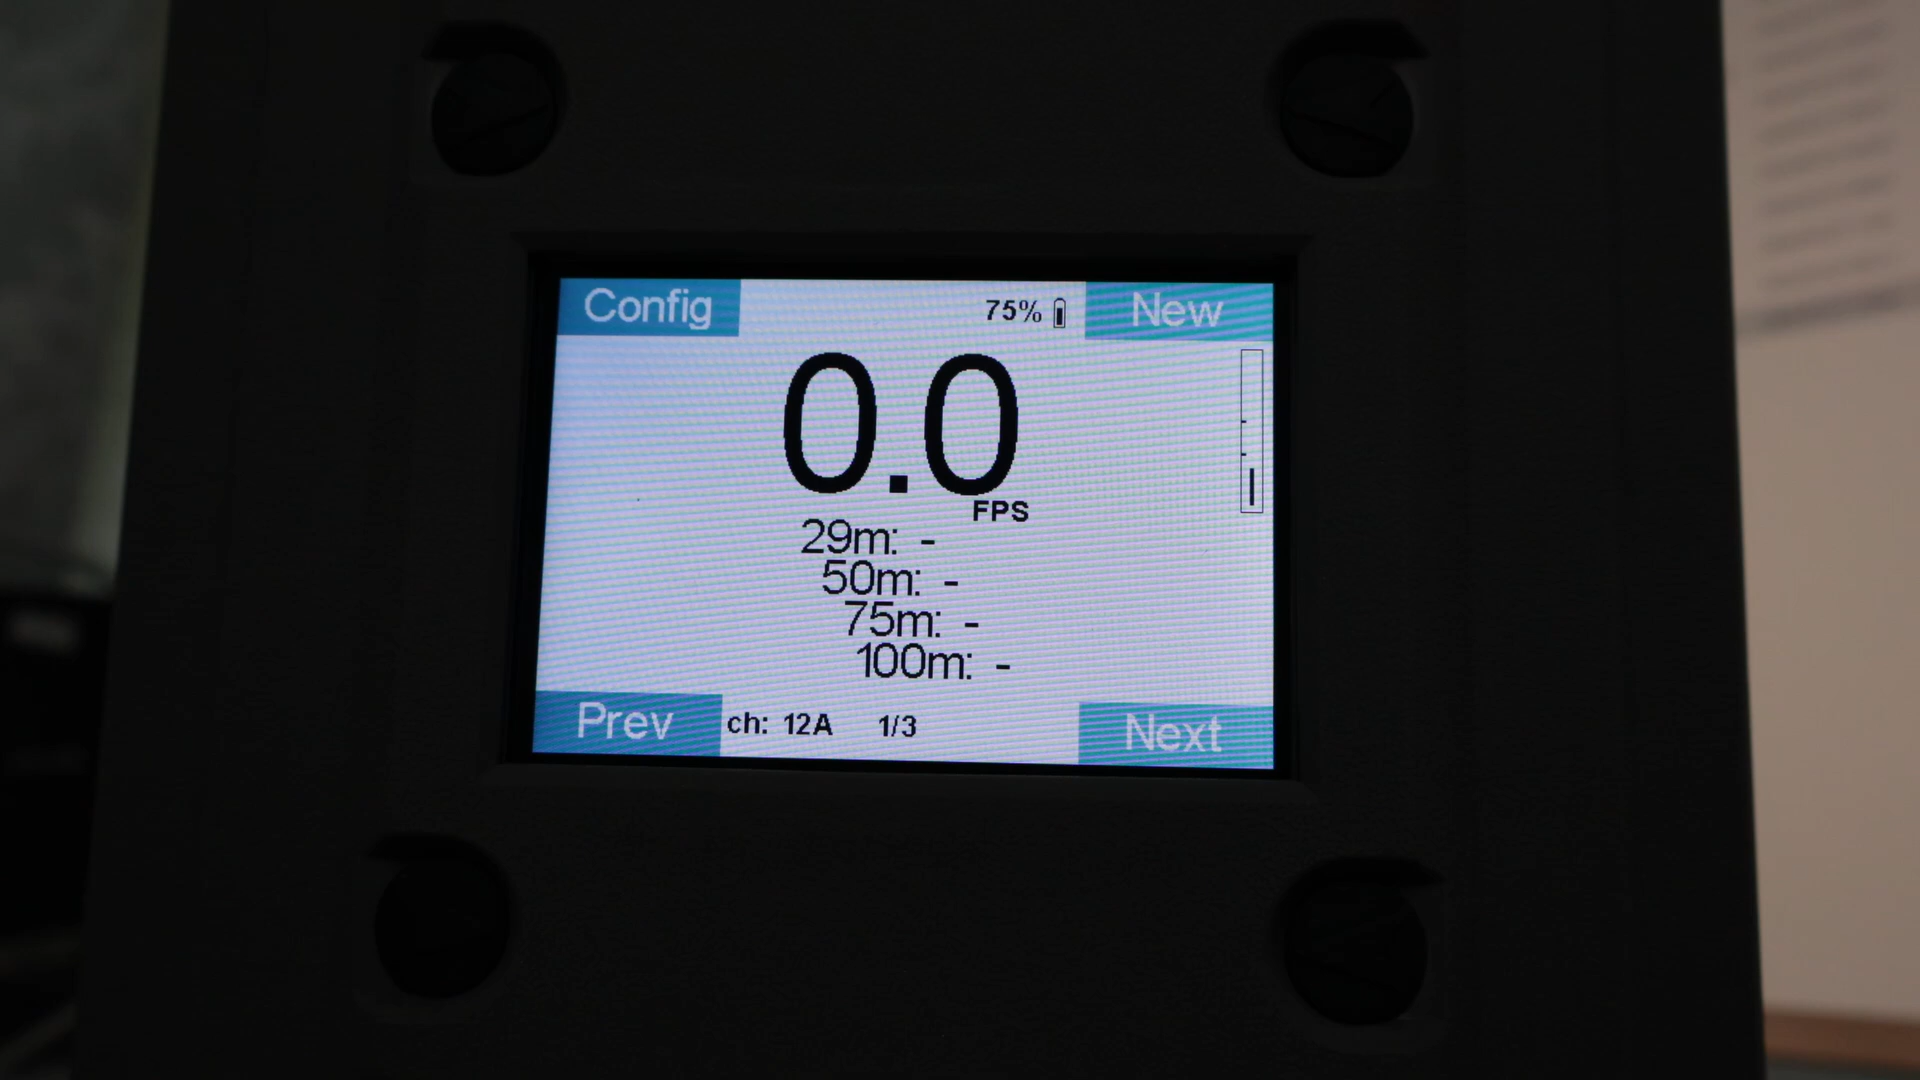 Config 75% New
0.0
FPS
29m: -
50m: -
75m: -
100m: -
Prev ch: 12A 1/3 Next